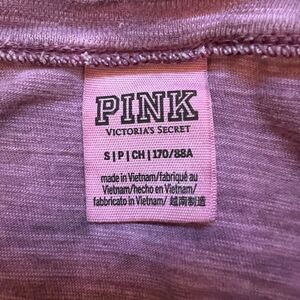 PINK
VICTORIA'S SECRET
S|P|CH|170/88A
made in Vietnam/fabriqué au
Vietnam/hecho en Vietnam/
fabbricato in Vietnam/ 越南制造